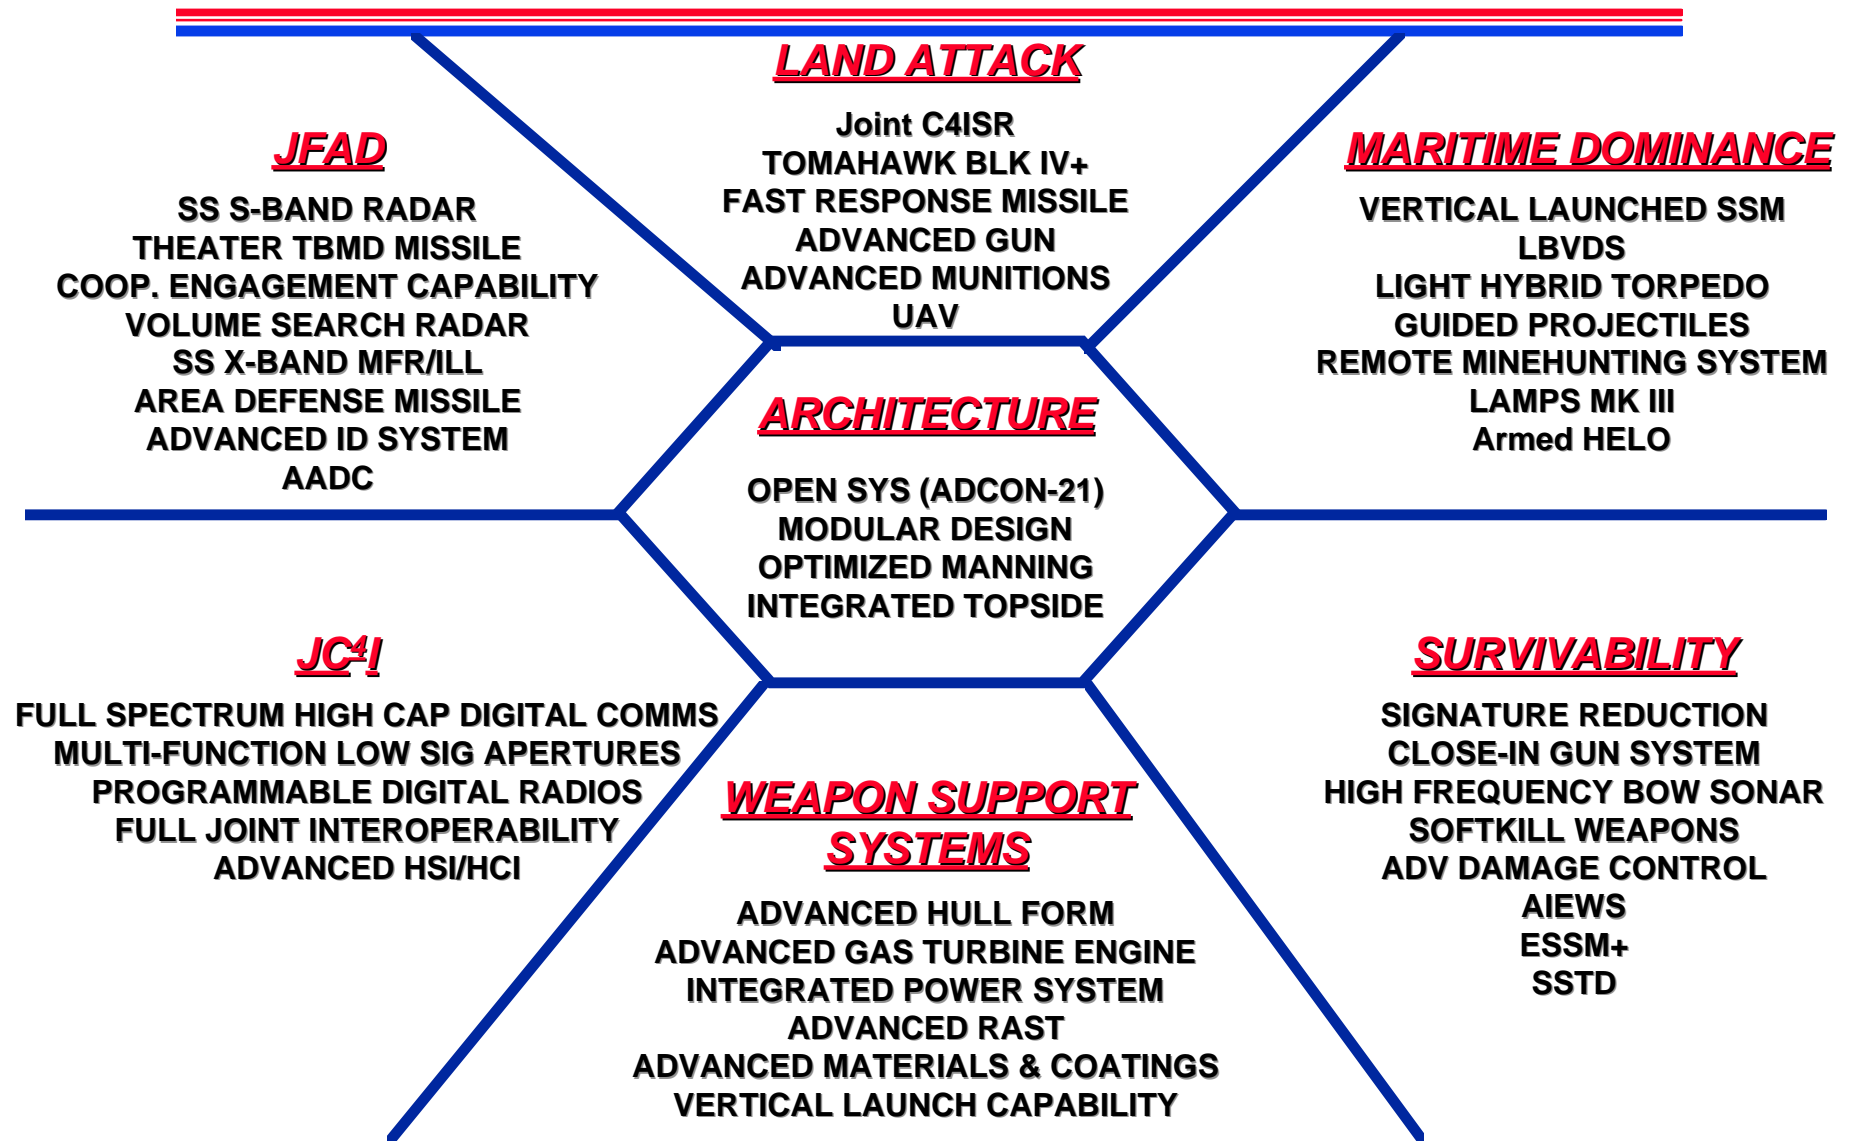 LAND ATTACK
Joint C4ISR
TOMAHAWK BLK IV+
FAST RESPONSE MISSILE
ADVANCED GUN
ADVANCED MUNITIONS
UAV
JFAD
SS S-BAND RADAR
THEATER TBMD MISSILE
COOP. ENGAGEMENT CAPABILITY
VOLUME SEARCH RADAR
SS X-BAND MFR/ILL
AREA DEFENSE MISSILE
ADVANCED ID SYSTEM
AADC
MARITIME DOMINANCE
VERTICAL LAUNCHED SSM
LBVDS
LIGHT HYBRID TORPEDO
GUIDED PROJECTILES
REMOTE MINEHUNTING SYSTEM
LAMPS MK III
Armed HELO
ARCHITECTURE
OPEN SYS (ADCON-21)
MODULAR DESIGN
OPTIMIZED MANNING
INTEGRATED TOPSIDE
JC⁴I
FULL SPECTRUM HIGH CAP DIGITAL COMMS
MULTI-FUNCTION LOW SIG APERTURES
PROGRAMMABLE DIGITAL RADIOS
FULL JOINT INTEROPERABILITY
ADVANCED HSI/HCI
WEAPON SUPPORT
SYSTEMS
ADVANCED HULL FORM
ADVANCED GAS TURBINE ENGINE
INTEGRATED POWER SYSTEM
ADVANCED RAST
ADVANCED MATERIALS & COATINGS
VERTICAL LAUNCH CAPABILITY
SURVIVABILITY
SIGNATURE REDUCTION
CLOSE-IN GUN SYSTEM
HIGH FREQUENCY BOW SONAR
SOFTKILL WEAPONS
ADV DAMAGE CONTROL
AIEWS
ESSM+
SSTD